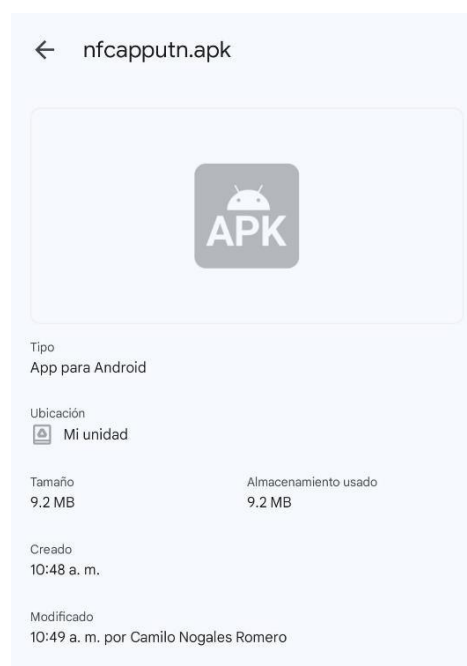 nfcapputn.apk
APK
Tipo
App para Android
Ubicación
Mi unidad
Tamaño
9.2 MB
Almacenamiento usado
9.2 MB
Creado
10:48 a. m.
Modificado
10:49 a. m. por Camilo Nogales Romero